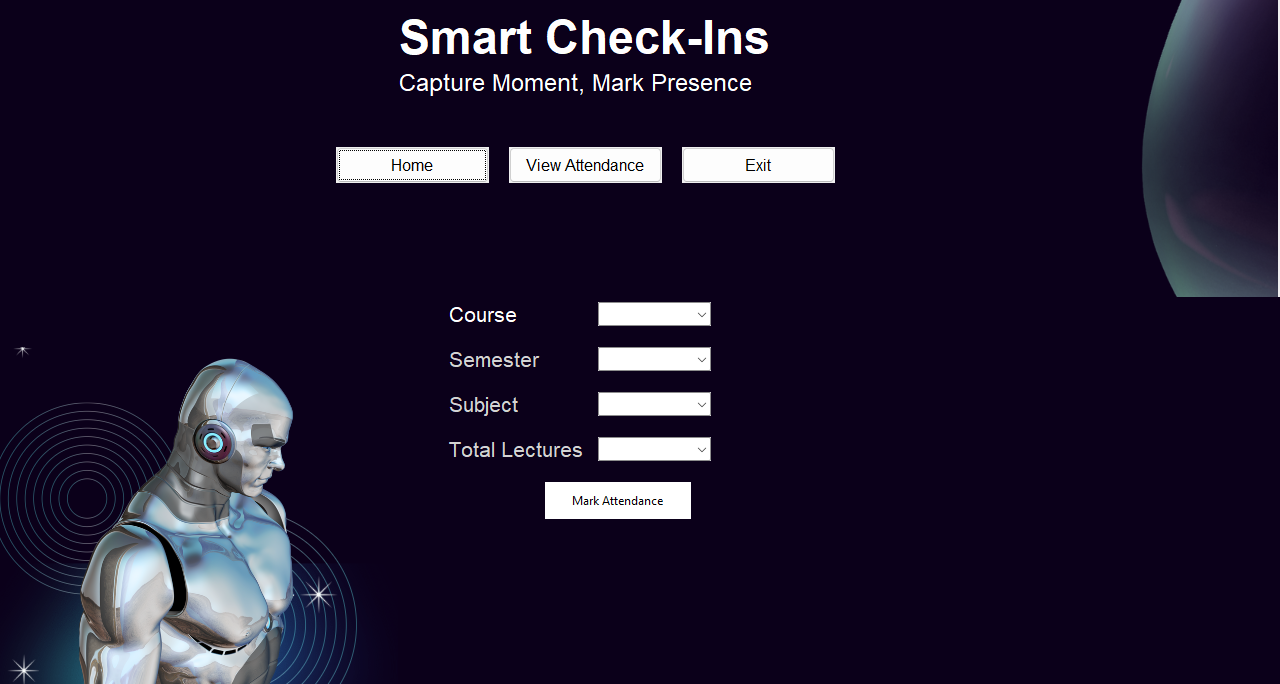 Smart Check-Ins
Capture Moment, Mark Presence
Home View Attendance Exit
Course
Semester
Subject
Total Lectures
Mark Attendance